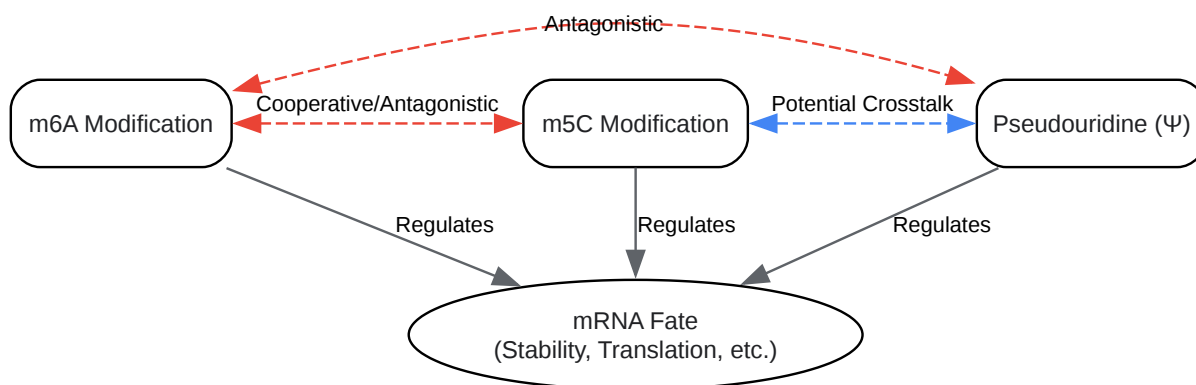 Antagonistic
Cooperative/Antagonistic
Potential Crosstalk
m6A Modification
m5C Modification
Pseudouridine (Ψ)
Regulates
Regulates
Regulates
mRNA Fate
(Stability, Translation, etc.)